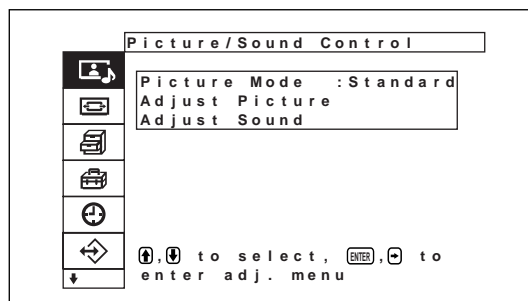 Picture/Sound Control
Picture Mode :Standard
Adjust Picture
Adjust Sound
↑,↓ to select, ENTER,→ to
enter adj. menu